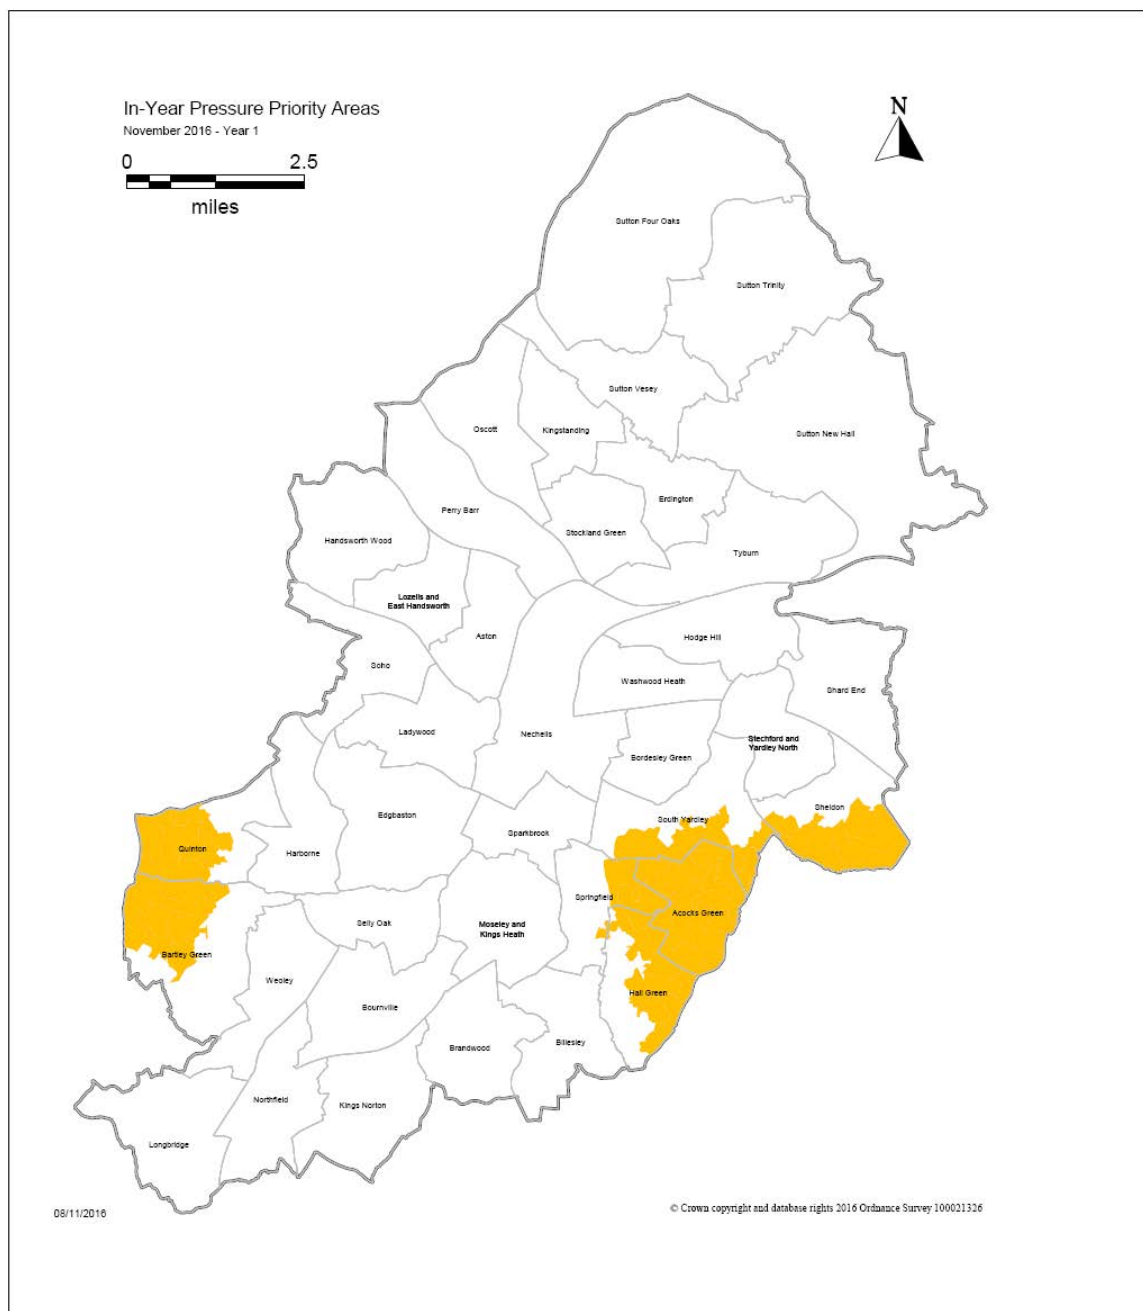 In-Year Pressure Priority Areas
November 2016 - Year 1
0 2.5
miles
N
Sutton Four Oaks
Sutton Trinity
Sutton Vesey
Oscott
Kingstanding
Sutton New Hall
Erdington
Perry Barr
Stockland Green
Handsworth Wood
Tyburn
Lozells and
East Handsworth
Aston
Hodge Hill
Soho
Washwood Heath
Shard End
Ladywood
Nechells
Stechford and
Yardley North
Bordesley Green
Sheldon
Edgbaston
South Yardley
Sparkbrook
Quinton
Harborne
Springfield
Acocks Green
Selly Oak
Moseley and
Kings Heath
Bartley Green
Weoley
Hall Green
Bournville
Billesley
Brandwood
Northfield
Kings Norton
Longbridge
08/11/2016
© Crown copyright and database rights 2016 Ordnance Survey 100021326